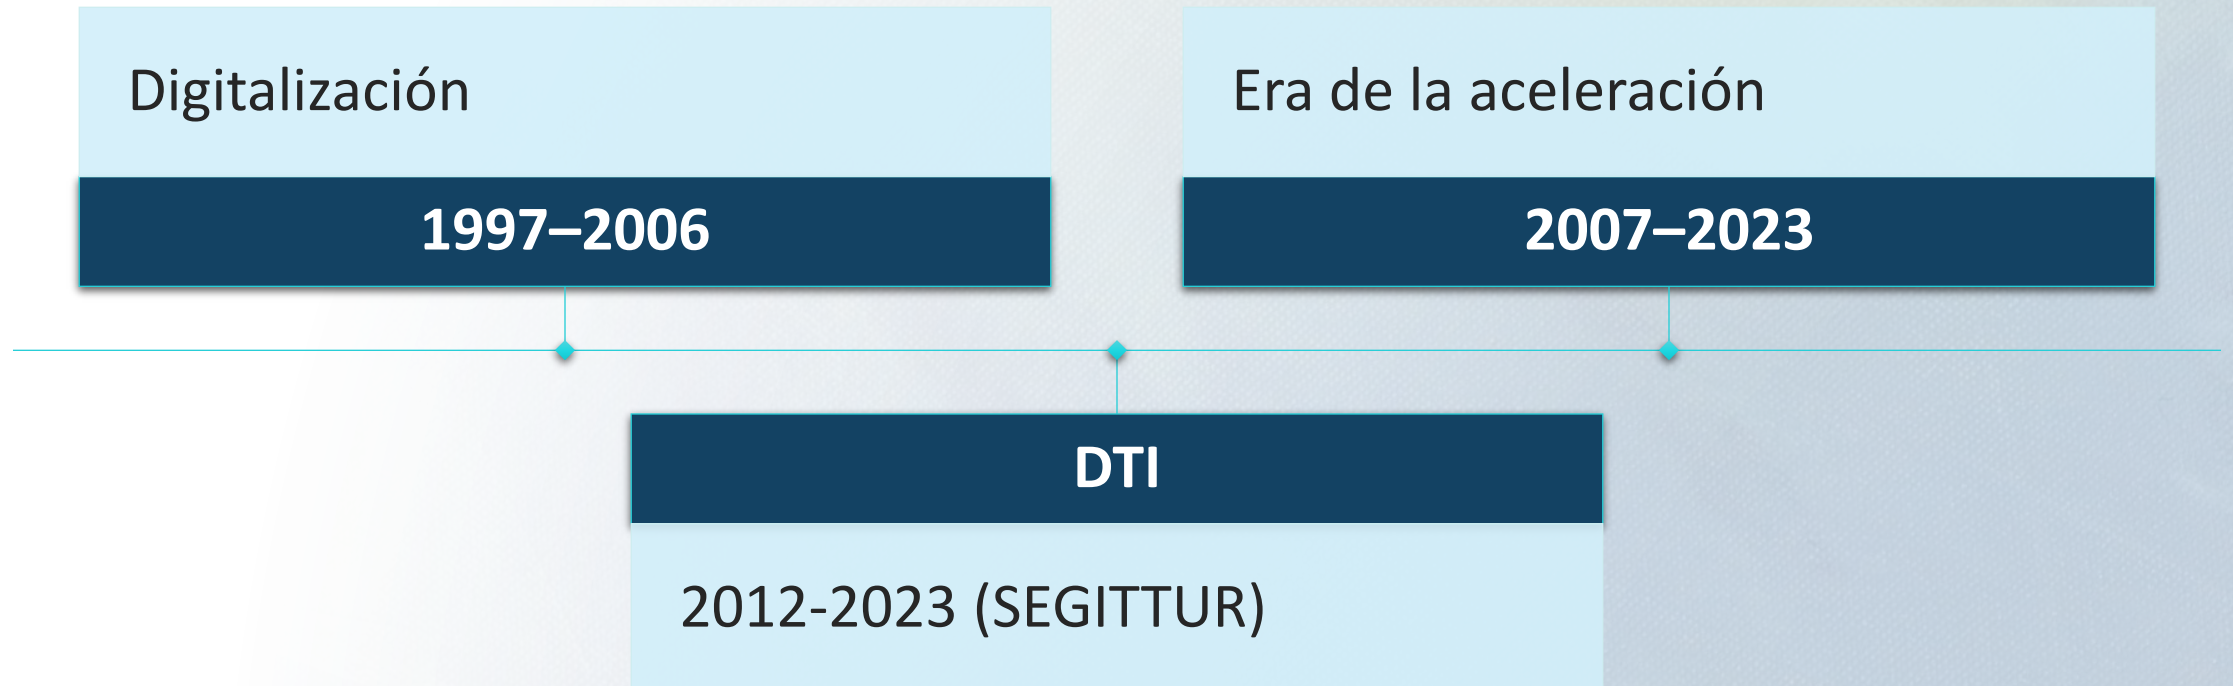 Digitalización
1997–2006
Era de la aceleración
2007–2023
DTI
2012-2023 (SEGITTUR)